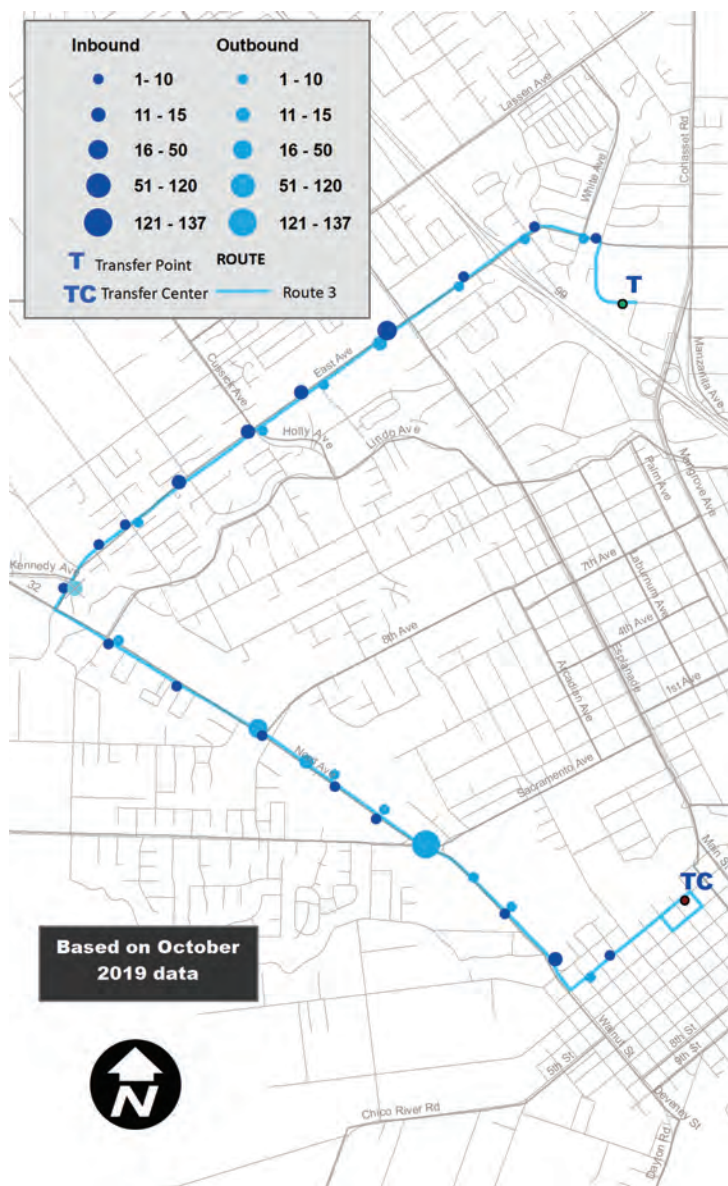 Inbound Outbound
1- 10 1 - 10
11 - 15 11 - 15
16 - 50 16 - 50
51 - 120 51 - 120
121 - 137 121 - 137
T Transfer Point ROUTE
TC Transfer Center Route 3
Lassen Ave
White Ave
Cohasset Rd
T
99
Manzanita Ave
Cussick Ave
East Ave
Holly Ave
Lindo Ave
Palm Ave
Mangrove Ave
Kennedy Ave
32
7th Ave
Laburnum Ave
8th Ave
4th Ave
Esplanade
1st Ave
Arcadian Ave
Nord Ave
Sacramento Ave
Main St
TC
Based on October
2019 data
Walnut St
8th St
9th St
5th St
N
Deveney St
Chico River Rd
Dayton Rd